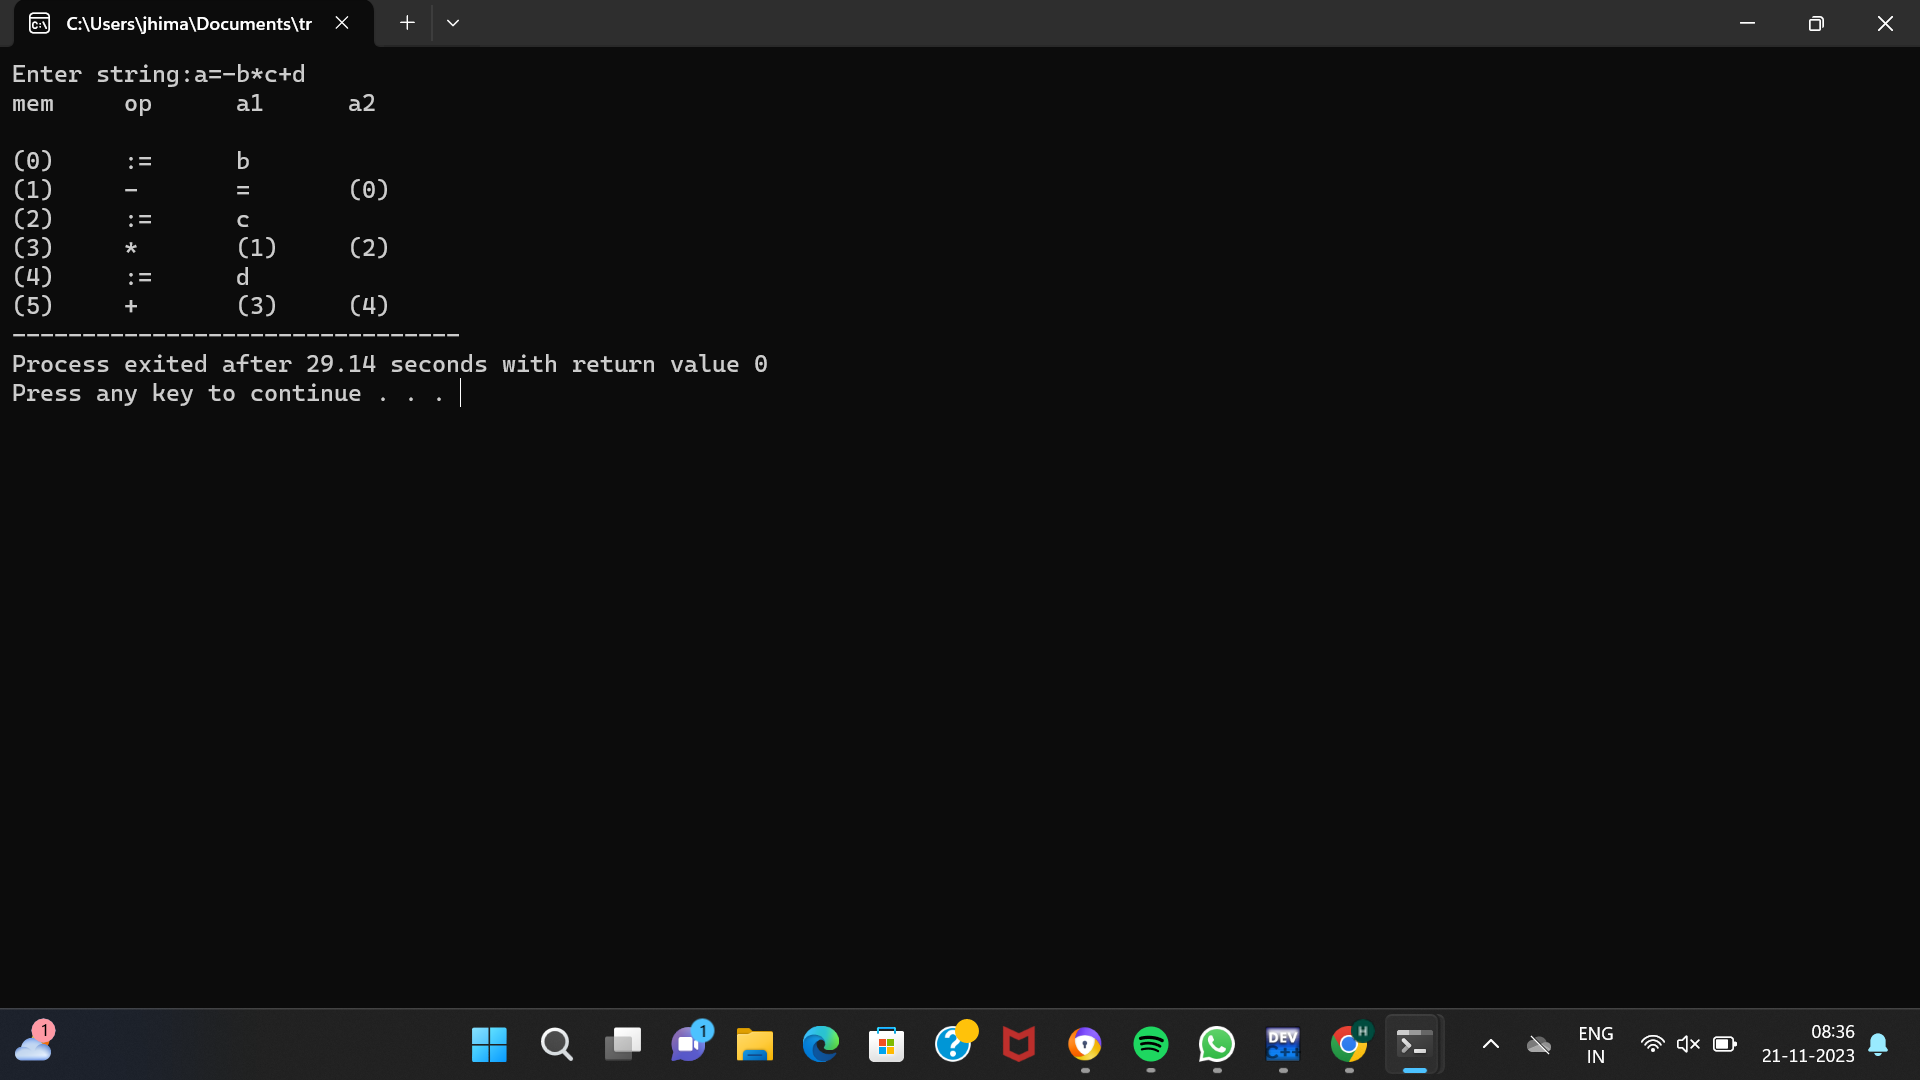 C:\Users\jhima\Documents\tr
Enter string:a=-b*c+d
mem op a1 a2
(0) := b
(1) - = (0)
(2) := c
(3) * (1) (2)
(4) := d
(5) + (3) (4)
--------------------------------
Process exited after 29.14 seconds with return value 0
Press any key to continue . . .
1
1
DEV
C++
H
ENG
IN
08:36
21-11-2023